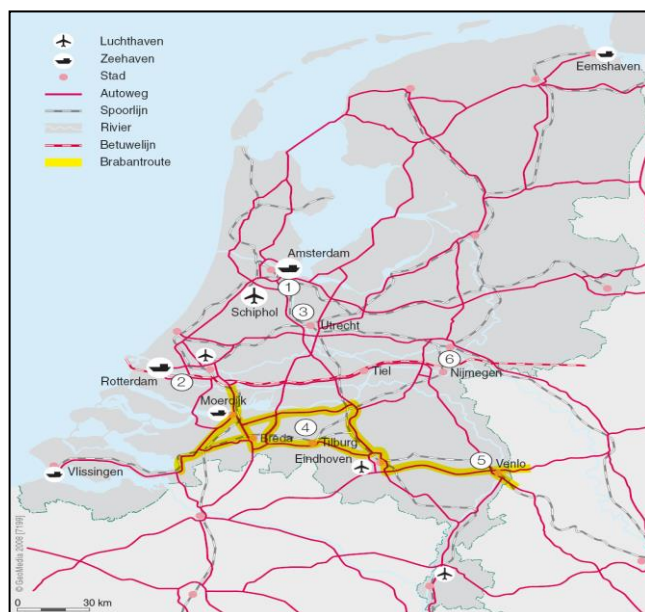 Luchthaven
Zeehaven
Stad
Autoweg
Spoorlijn
Rivier
Betuwelijn
Brabantroute
Eemshaven
Amsterdam
1
Schiphol
3
Utrecht
6
Rotterdam
2
Tiel
Nijmegen
Moerdijk
4
Breda
Tilburg
Eindhoven
5
Venlo
Vlissingen
© GeoMedia 2008 [7199]
0 30 km